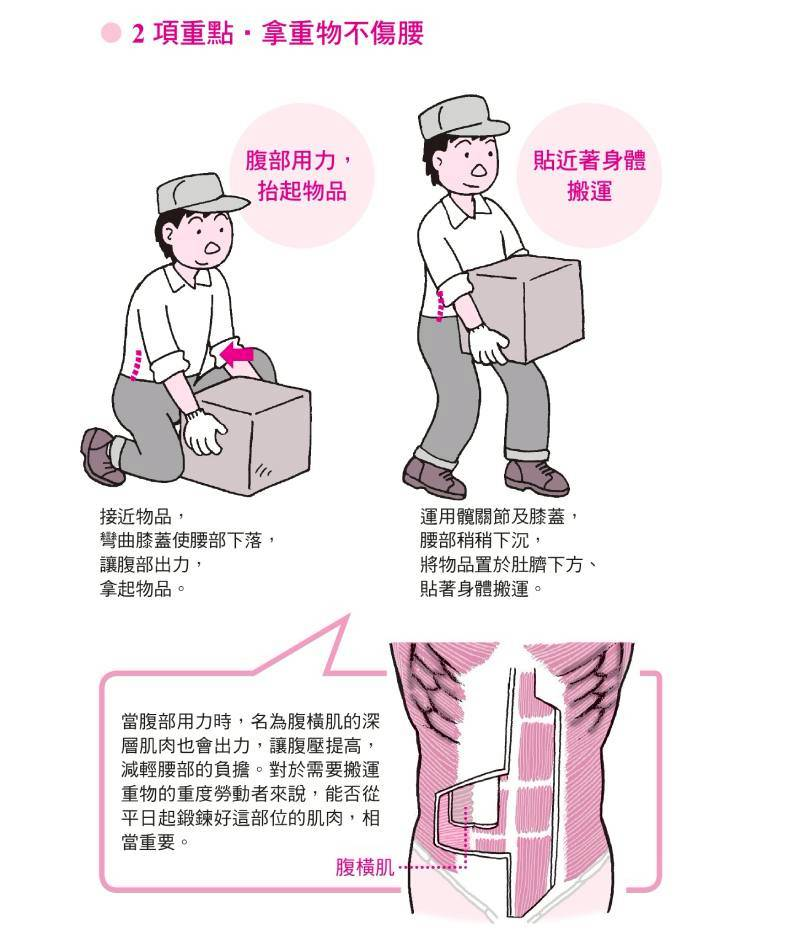 2 項重點・拿重物不傷腰
腹部用力，
抬起物品
貼近著身體
搬運
接近物品，
彎曲膝蓋使腰部下落，
讓腹部出力，
拿起物品。
運用髖關節及膝蓋，
腰部稍稍下沉，
將物品置於肚臍下方、
貼著身體搬運。
當腹部用力時，名為腹橫肌的深
層肌肉也會出力，讓腹壓提高，
減輕腰部的負擔。對於需要搬運
重物的重度勞動者來說，能否從
平日起鍛鍊好這部位的肌肉，相
當重要。
腹橫肌